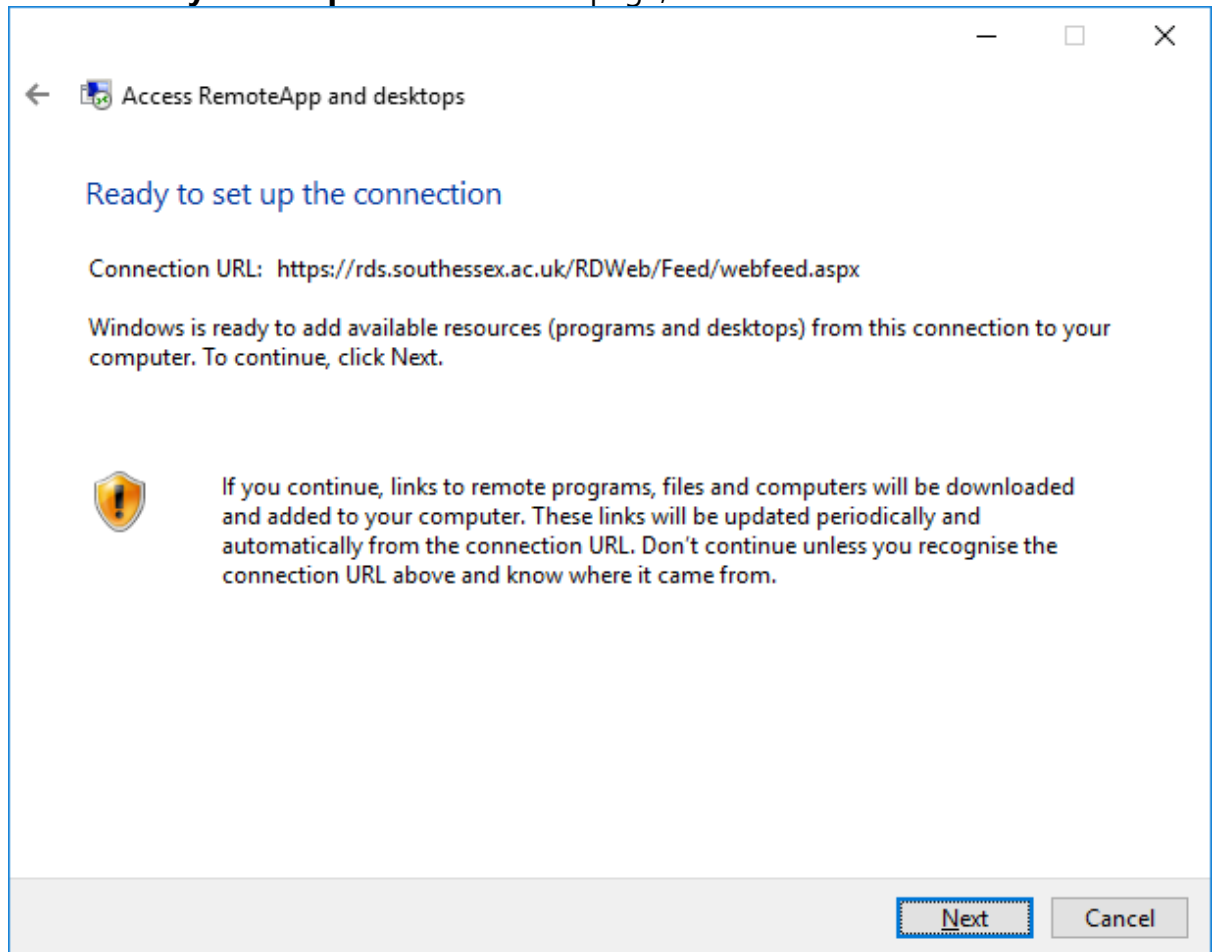 Access RemoteApp and desktops
Ready to set up the connection
Connection URL: https://rds.southessex.ac.uk/RDWeb/Feed/webfeed.aspx
Windows is ready to add available resources (programs and desktops) from this connection to your
computer. To continue, click Next.
If you continue, links to remote programs, files and computers will be downloaded
and added to your computer. These links will be updated periodically and
automatically from the connection URL. Don't continue unless you recognise the
connection URL above and know where it came from.
Next Cancel